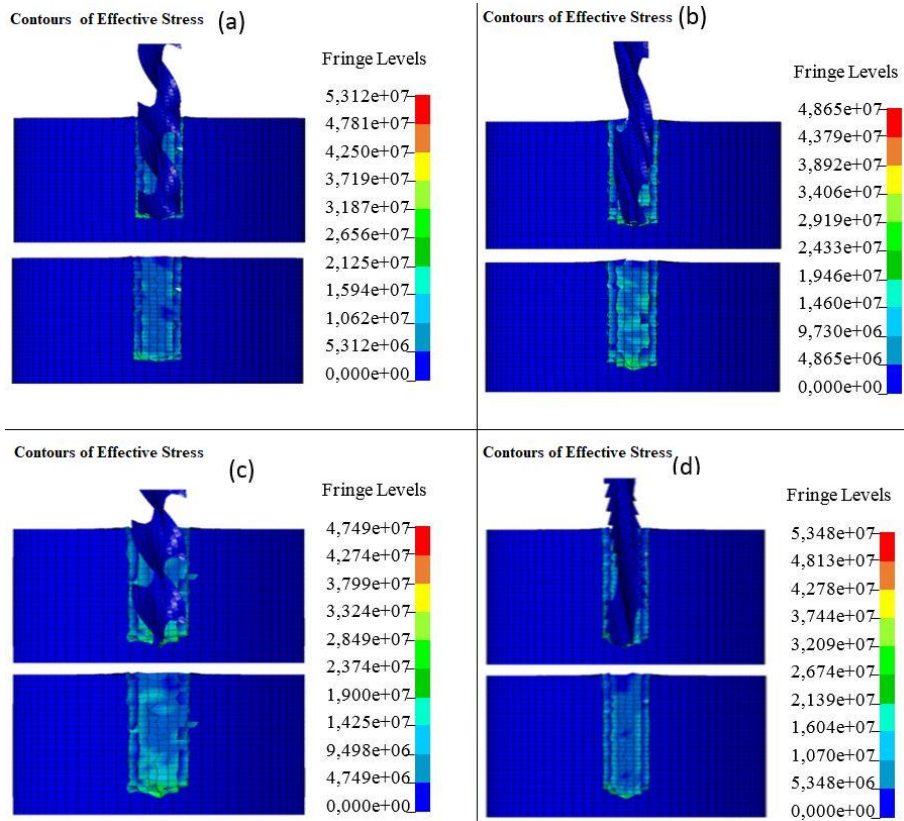 Contours of Effective Stress (a)
Fringe Levels
5,312e+07
4,781e+07
4,250e+07
3,719e+07
3,187e+07
2,656e+07
2,125e+07
1,594e+07
1,062e+07
5,312e+06
0,000e+00
Contours of Effective Stress (b)
Fringe Levels
4,865e+07
4,379e+07
3,892e+07
3,406e+07
2,919e+07
2,433e+07
1,946e+07
1,460e+07
9,730e+06
4,865e+06
0,000e+00
Contours of Effective Stress (c)
Fringe Levels
4,749e+07
4,274e+07
3,799e+07
3,324e+07
2,849e+07
2,374e+07
1,900e+07
1,425e+07
9,498e+06
4,749e+06
0,000e+00
Contours of Effective Stress (d)
Fringe Levels
5,348e+07
4,813e+07
4,278e+07
3,744e+07
3,209e+07
2,674e+07
2,139e+07
1,604e+07
1,070e+07
5,348e+06
0,000e+00